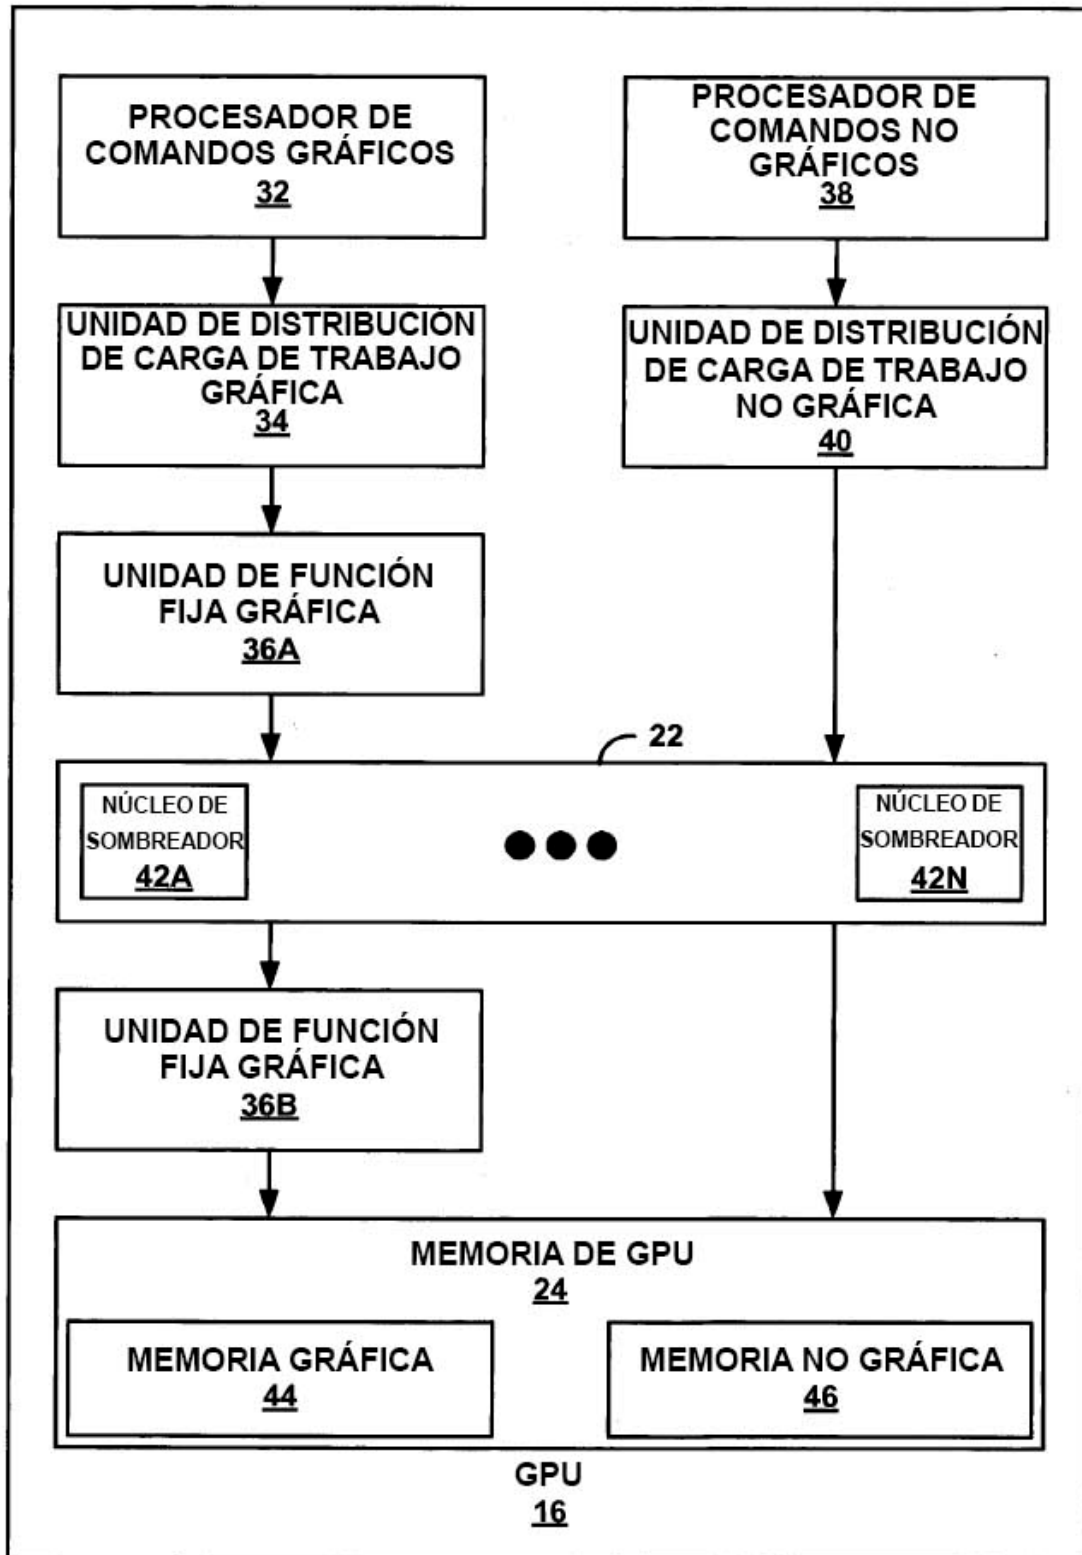 PROCESADOR DE
COMANDOS GRÁFICOS
32
PROCESADOR DE
COMANDOS NO
GRÁFICOS
38
UNIDAD DE DISTRIBUCIÓN
DE CARGA DE TRABAJO
GRÁFICA
34
UNIDAD DE DISTRIBUCIÓN
DE CARGA DE TRABAJO
NO GRÁFICA
40
UNIDAD DE FUNCIÓN
FIJA GRÁFICA
36A
22
NÚCLEO DE
SOMBREADOR
42A
NÚCLEO DE
SOMBREADOR
42N
UNIDAD DE FUNCIÓN
FIJA GRÁFICA
36B
MEMORIA DE GPU
24
MEMORIA GRÁFICA
44
MEMORIA NO GRÁFICA
46
GPU
16